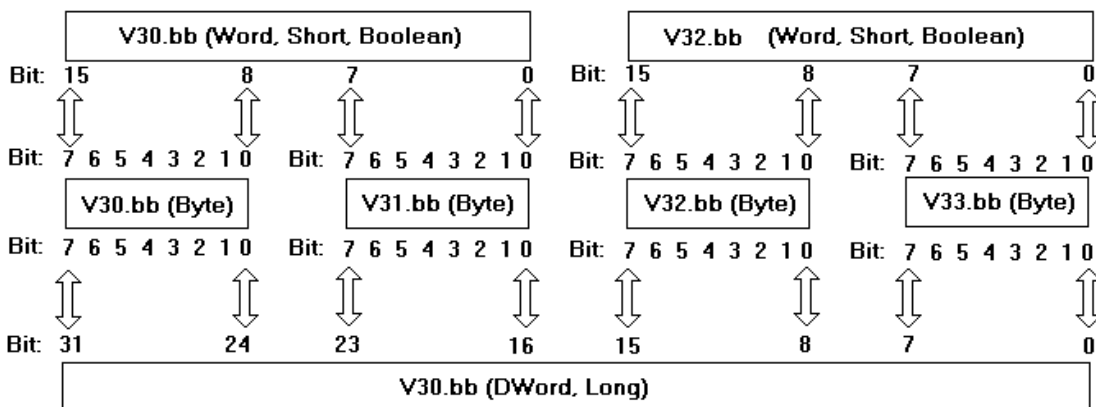 V30.bb (Word, Short, Boolean) V32.bb (Word, Short, Boolean)
Bit: 15 8 7 0 Bit: 15 8 7 0
Bit: 7 6 5 4 3 2 1 0 Bit: 7 6 5 4 3 2 1 0 Bit: 7 6 5 4 3 2 1 0 Bit: 7 6 5 4 3 2 1 0
V30.bb (Byte) V31.bb (Byte) V32.bb (Byte) V33.bb (Byte)
Bit: 7 6 5 4 3 2 1 0 Bit: 7 6 5 4 3 2 1 0 Bit: 7 6 5 4 3 2 1 0 Bit: 7 6 5 4 3 2 1 0
Bit: 31 24 23 16 15 8 7 0
V30.bb (DWord, Long)